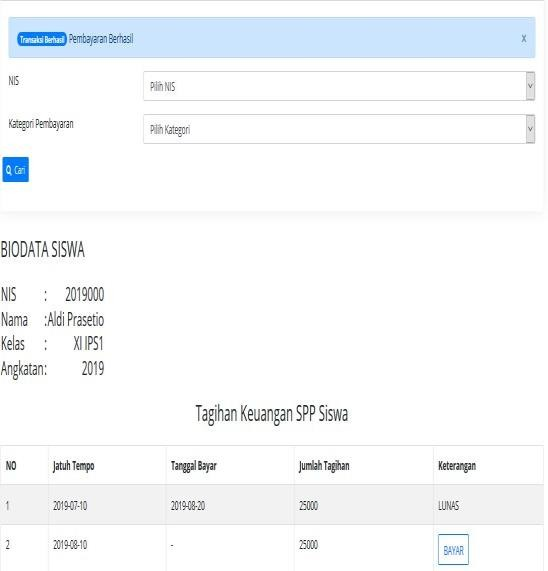 Transaksi Berhasil Pembayaran Berhasil x
NIS Pilih NIS
Kategori Pembayaran Pilih Kategori
Cari
BIODATA SISWA
NIS : 2019000
Nama :Aldi Prasetio
Kelas : XI IPS1
Angkatan: 2019
Tagihan Keuangan SPP Siswa
NO Jatuh Tempo Tanggal Bayar Jumlah Tagihan Keterangan
1 2019-07-10 2019-08-20 25000 LUNAS
2 2019-08-10 - 25000 BAYAR